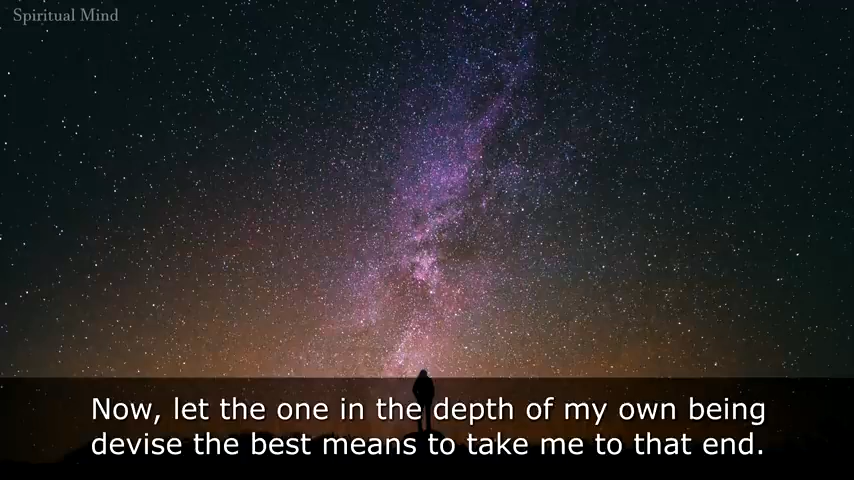 Spiritual Mind
Now, let the one in the depth of my own being
devise the best means to take me to that end.